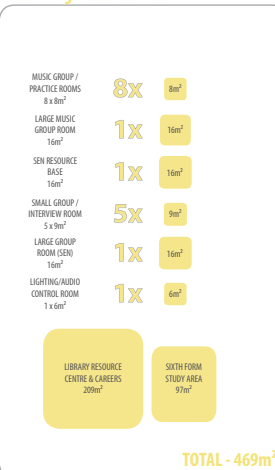 MUSIC GROUP /
PRACTICE ROOMS
8 x 8m²
8x
8m²
LARGE MUSIC
GROUP ROOM
16m²
1x
16m²
SEN RESOURCE
BASE
16m²
1x
16m²
SMALL GROUP /
INTERVIEW ROOM
5 x 9m²
5x
9m²
LARGE GROUP
ROOM (SEN)
16m²
1x
16m²
LIGHTING/AUDIO
CONTROL ROOM
1 x 6m²
1x
6m²
LIBRARY RESOURCE
CENTRE & CAREERS
209m²
SIXTH FORM
STUDY AREA
97m²
TOTAL - 469m²